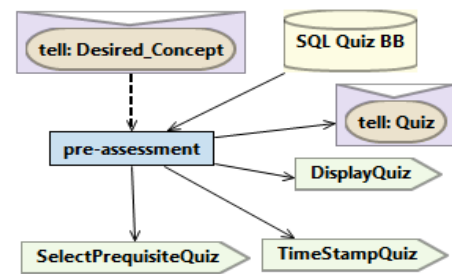 tell: Desired_Concept
SQL Quiz BB
tell: Quiz
pre-assessment
DisplayQuiz
SelectPrequisiteQuiz
TimeStampQuiz